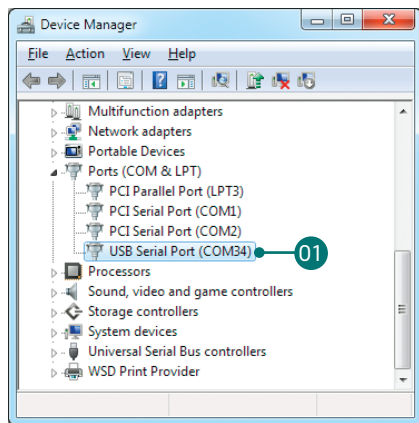 Device Manager
File Action View Help
Multifunction adapters
Network adapters
Portable Devices
Ports (COM & LPT)
PCI Parallel Port (LPT3)
PCI Serial Port (COM1)
PCI Serial Port (COM2)
USB Serial Port (COM34)
01
Processors
Sound, video and game controllers
Storage controllers
System devices
Universal Serial Bus controllers
WSD Print Provider